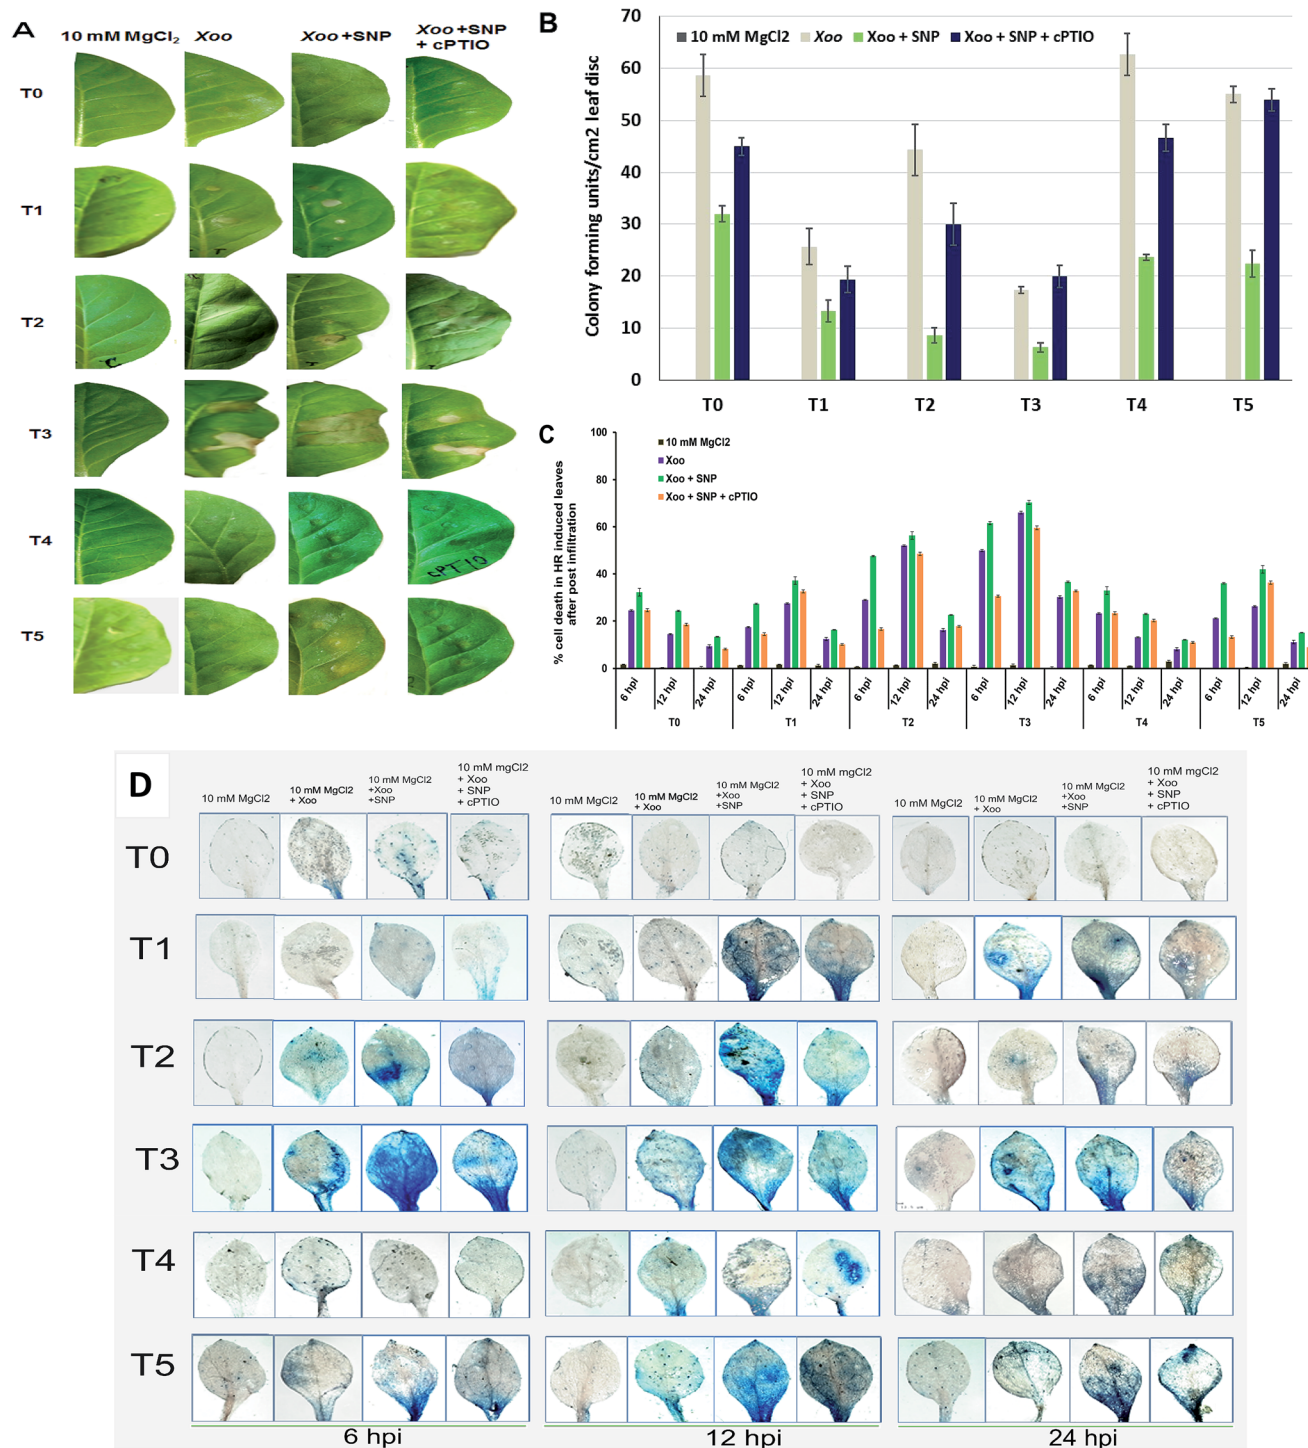 A
10 mM MgCl2
Xoo
Xoo +SNP
Xoo +SNP
+ cPTIO
T0
T1
T2
C
T3
T4
cPTIO
T5
B
Colony forming units/cm2 leaf disc
10 mM MgCl2
Xoo
Xoo + SNP
Xoo + SNP + cPTIO
70
60
50
40
30
20
10
0
T0
T1
T2
T3
T4
T5
C
% cell death in HR induced leaves
after post infiltration
10 mM MgCl2
Xoo
Xoo + SNP
Xoo + SNP + cPTIO
100
80
60
40
20
0
6 hpi
12 hpi
24 hpi
6 hpi
12 hpi
24 hpi
6 hpi
12 hpi
24 hpi
6 hpi
12 hpi
24 hpi
6 hpi
12 hpi
24 hpi
6 hpi
12 hpi
24 hpi
T0
T1
T2
T3
T4
T5
D
10 mM MgCl2
10 mM MgCl2
+ Xoo
10 mM MgCl2
+Xoo
+SNP
10 mM mgCl2
+ Xoo
+ SNP
+ cPTIO
10 mM MgCl2
10 mM MgCl2
+ Xoo
10 mM MgCl2
+Xoo
+SNP
10 mM mgCl2
+ Xoo
+ SNP
+ cPTIO
10 mM MgCl2
10 mM MgCl2
+ Xoo
10 mM MgCl2
+Xoo
+SNP
10 mM mgCl2
+ Xoo
+ SNP
+ cPTIO
T0
T1
T2
T3
T4
T5
6 hpi
12 hpi
24 hpi